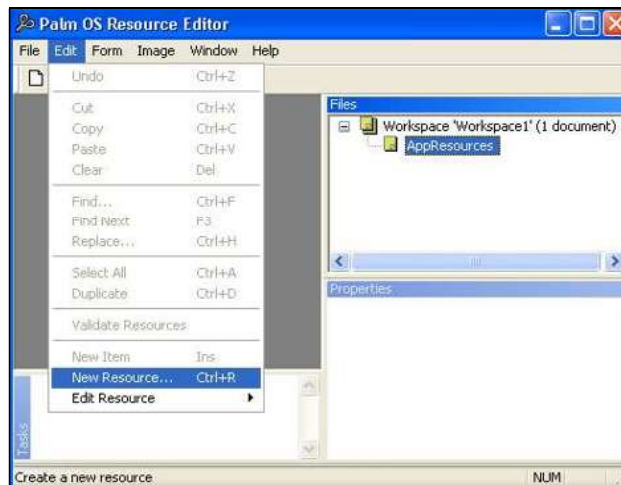 Palm OS Resource Editor
File Edit Form Image Window Help
Undo Ctrl+Z
Cut Ctrl+X
Copy Ctrl+C
Paste Ctrl+V
Clear Del
Find... Ctrl+F
Find Next F3
Replace... Ctrl+H
Select All Ctrl+A
Duplicate Ctrl+D
Validate Resources
New Item Ins
New Resource... Ctrl+R
Edit Resource
Files
Workspace 'Workspace1' (1 document)
AppResources
Properties
Tasks
Create a new resource NUM